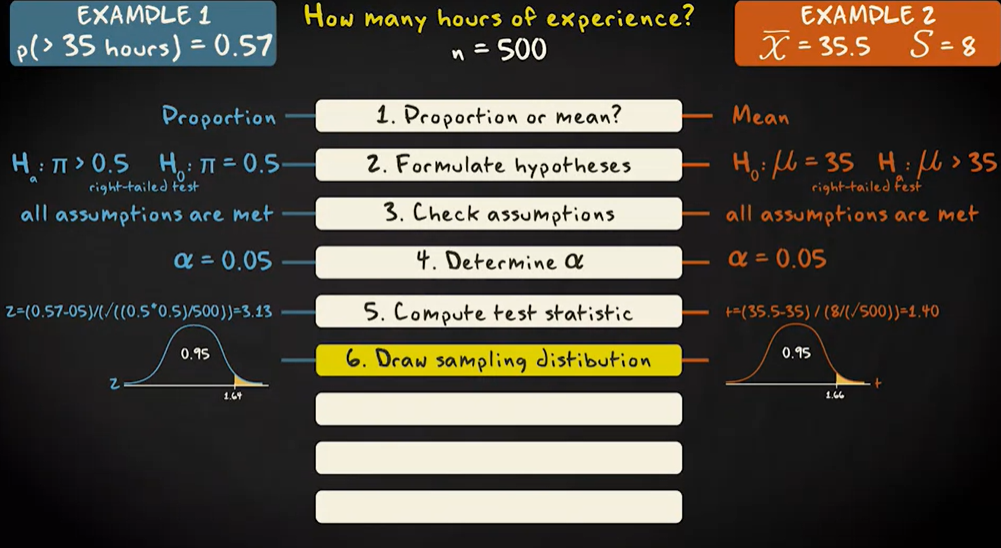 EXAMPLE 1
p(> 35 hours) = 0.57
How many hours of experience?
n = 500
EXAMPLE 2
x̄ = 35.5 S = 8
Proportion
1. Proportion or mean?
Mean
Hₐ: π > 0.5 H₀: π = 0.5
right-tailed test
2. Formulate hypotheses
H₀: μ = 35 Hₐ: μ > 35
right-tailed test
all assumptions are met
3. Check assumptions
all assumptions are met
α = 0.05
4. Determine α
α = 0.05
z=(0.57-05)/(√((0.5*0.5)/500))=3.13
5. Compute test statistic
t=(35.5-35) / (8/(√500))=1.40
0.95
z
1.64
6. Draw sampling distibution
0.95
t
1.66